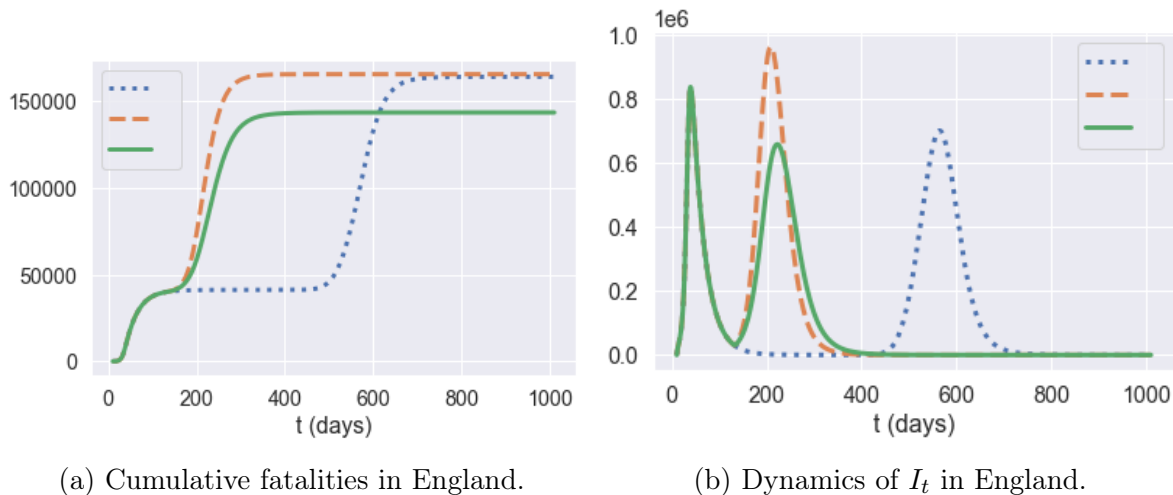 150000
100000
50000
0
0 200 400 600 800 1000
t (days)
1e6
1.0
0.8
0.6
0.4
0.2
0.0
0 200 400 600 800 1000
t (days)
(a) Cumulative fatalities in England.
(b) Dynamics of I_t in England.